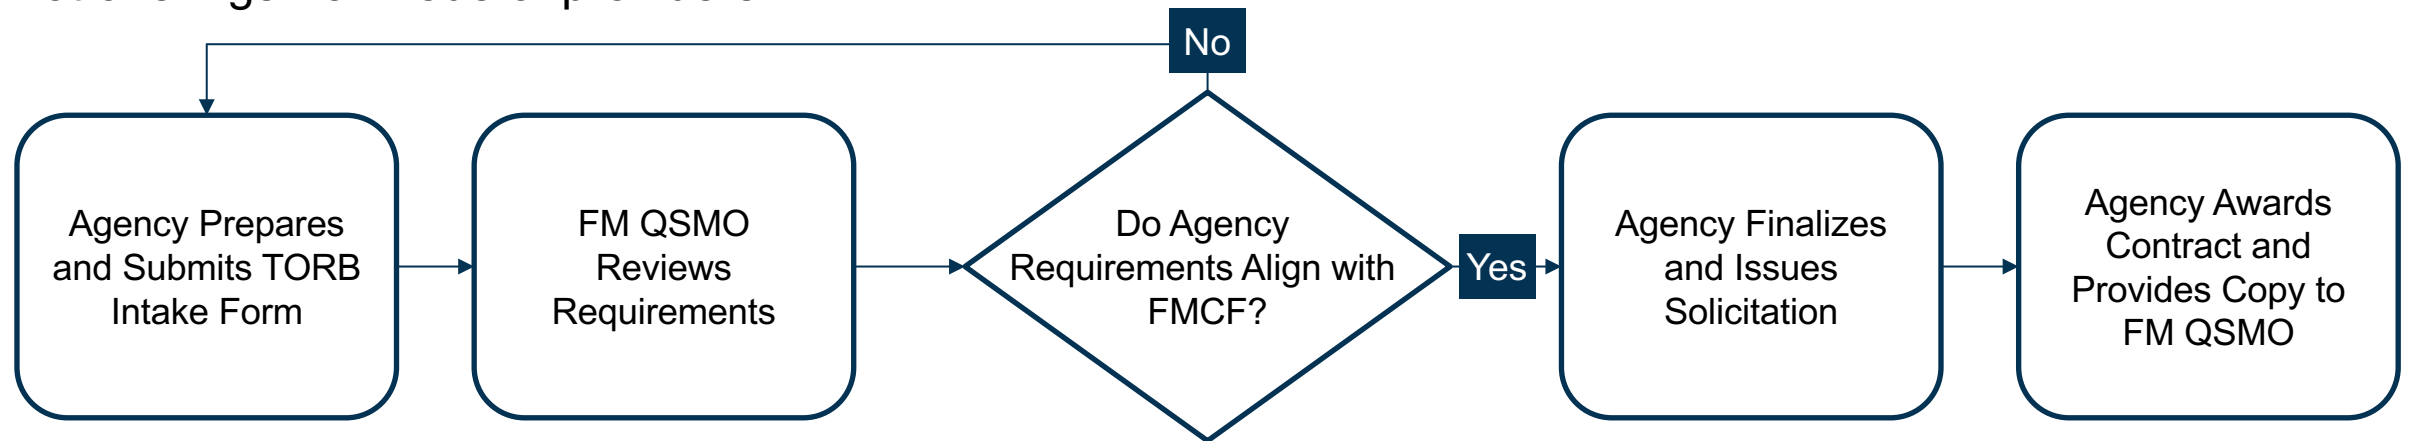 No
Agency Prepares
and Submits TORB
Intake Form
FM QSMO
Reviews
Requirements
Do Agency
Requirements Align with
FMCF?
Yes
Agency Finalizes
and Issues
Solicitation
Agency Awards
Contract and
Provides Copy to
FM QSMO